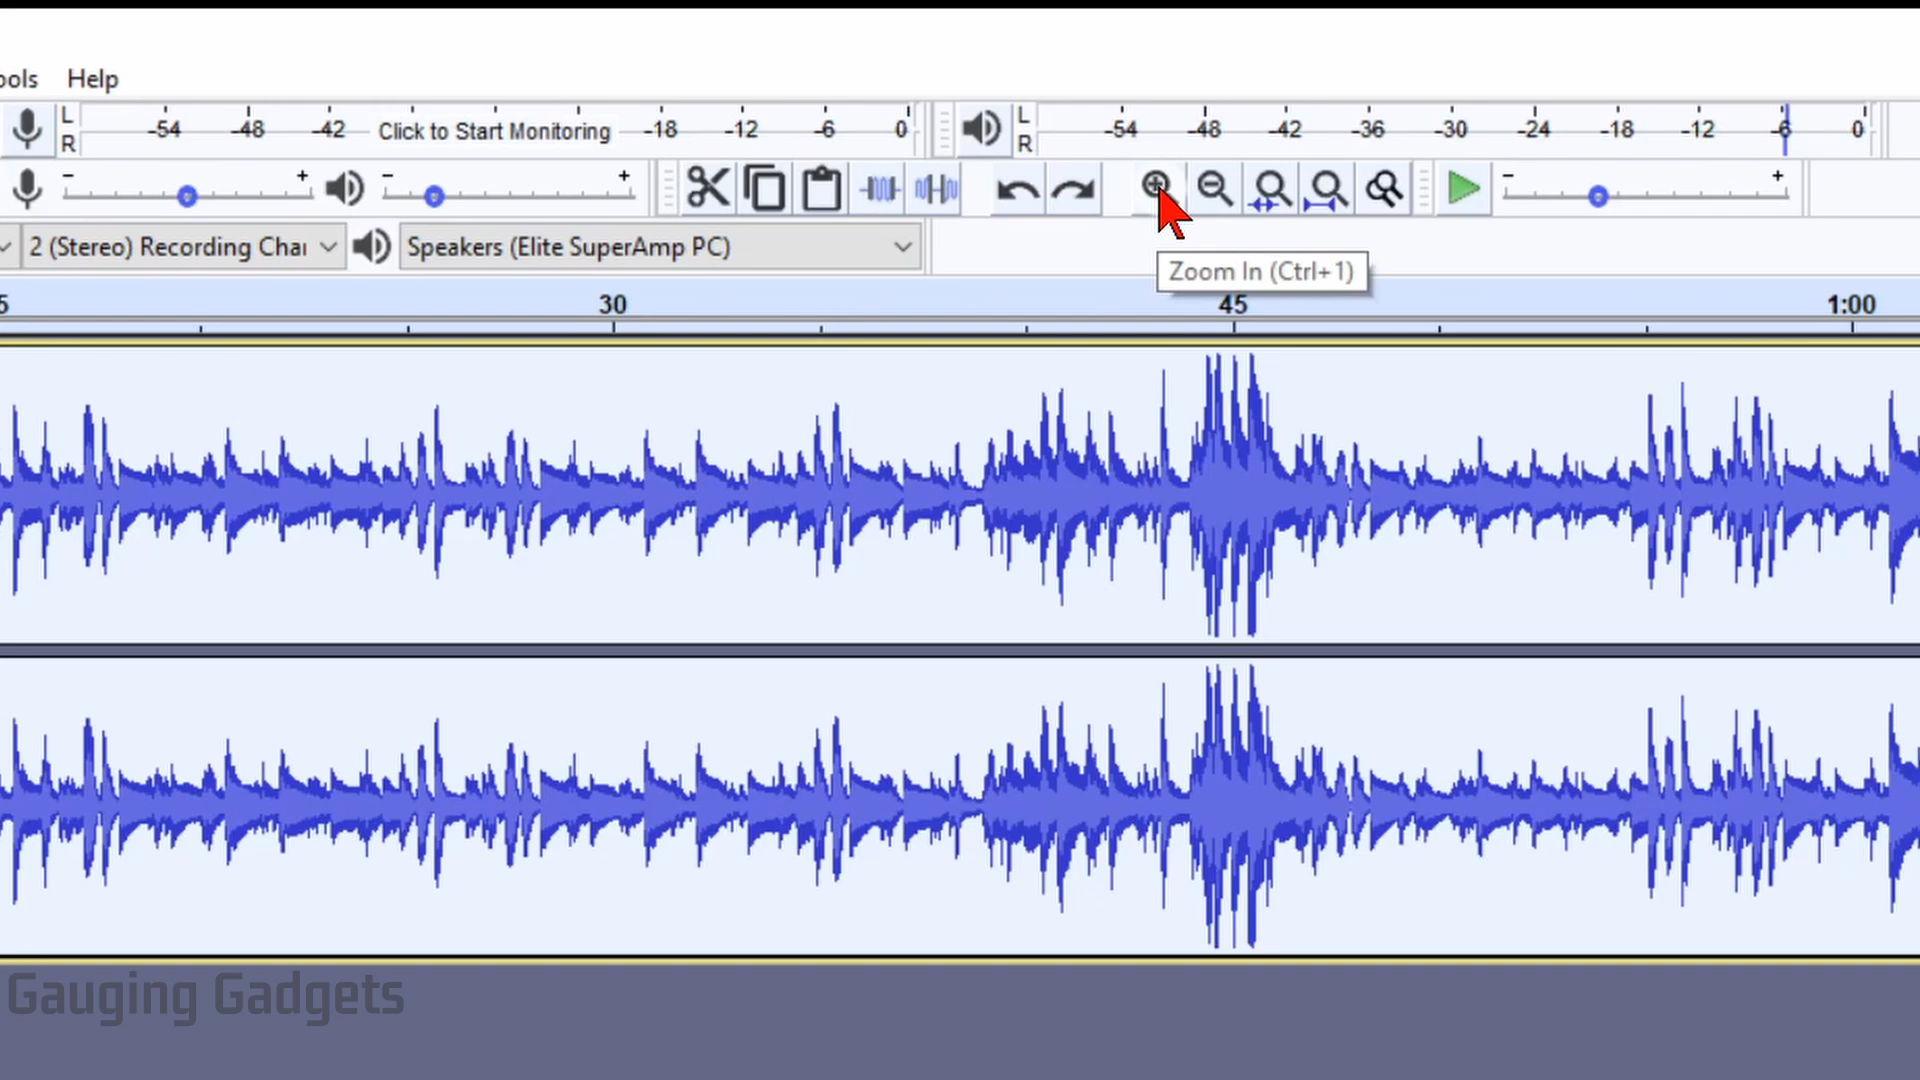 ools Help
L
R
-54 -48 -42 Click to Start Monitoring -18 -12 -6 0
L
R
-54 -48 -42 -36 -30 -24 -18 -12 -6 0
- + - + - +
2 (Stereo) Recording Chai Speakers (Elite SuperAmp PC)
Zoom In (Ctrl+1)
5 30 45 1:00
Gauging Gadgets